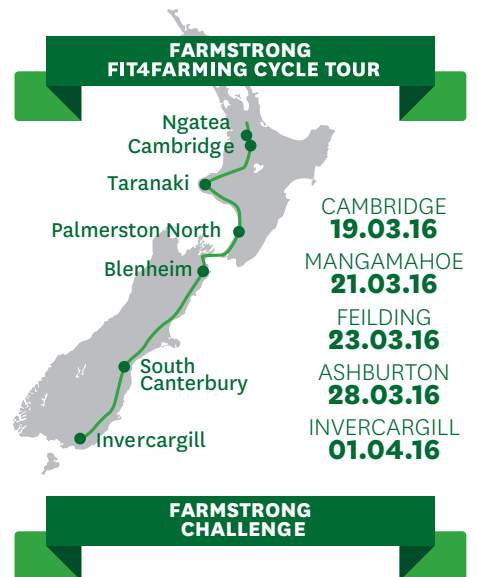 FARMSTRONG
FIT4FARMING CYCLE TOUR
Ngatea
Cambridge
Taranaki
Palmerston North
Blenheim
South
Canterbury
Invercargill
CAMBRIDGE
19.03.16
MANGAMAHOE
21.03.16
FEILDING
23.03.16
ASHBURTON
28.03.16
INVERCARGILL
01.04.16
FARMSTRONG
CHALLENGE